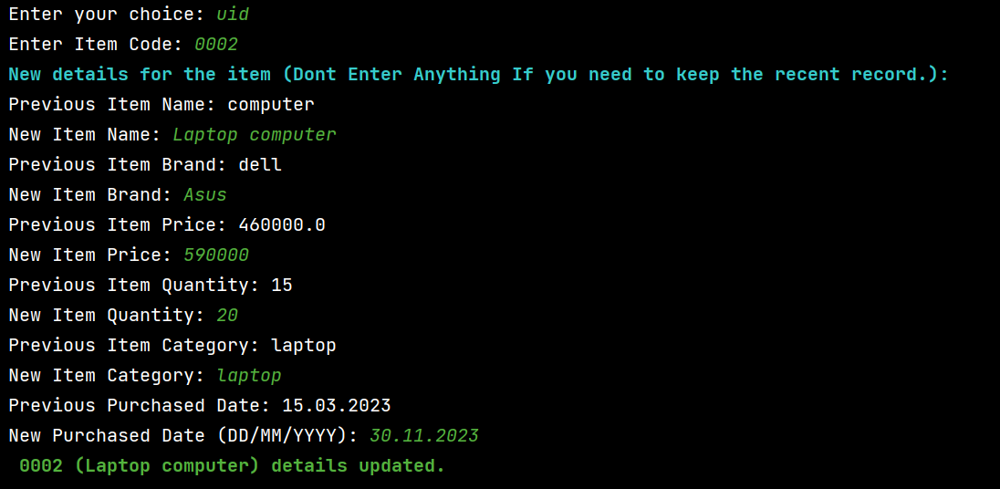 Enter your choice: uid
Enter Item Code: 0002
New details for the item (Dont Enter Anything If you need to keep the recent record.):
Previous Item Name: computer
New Item Name: Laptop computer
Previous Item Brand: dell
New Item Brand: Asus
Previous Item Price: 460000.0
New Item Price: 590000
Previous Item Quantity: 15
New Item Quantity: 20
Previous Item Category: laptop
New Item Category: laptop
Previous Purchased Date: 15.03.2023
New Purchased Date (DD/MM/YYYY): 30.11.2023
0002 (Laptop computer) details updated.